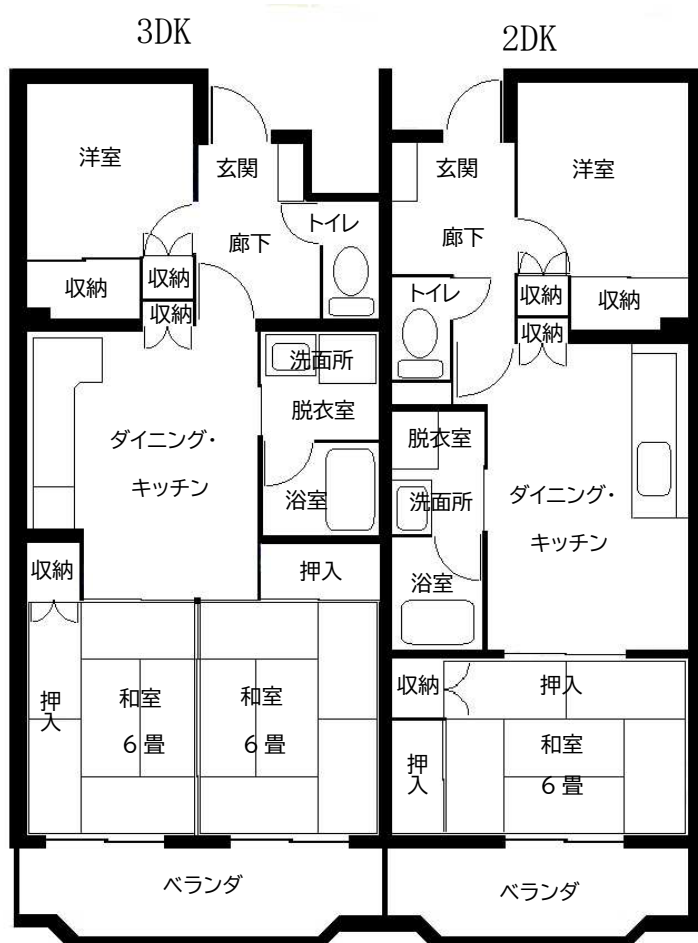 3DK
洋室
玄関
トイレ
廊下
収納
収納
収納
洗面所
脱衣室
ダイニング・
キッチン
浴室
収納
押入
押入
和室
6畳
和室
6畳
ベランダ
2DK
玄関
洋室
廊下
トイレ
収納
収納
収納
脱衣室
洗面所
ダイニング・
キッチン
浴室
収納
押入
押入
和室
6畳
ベランダ